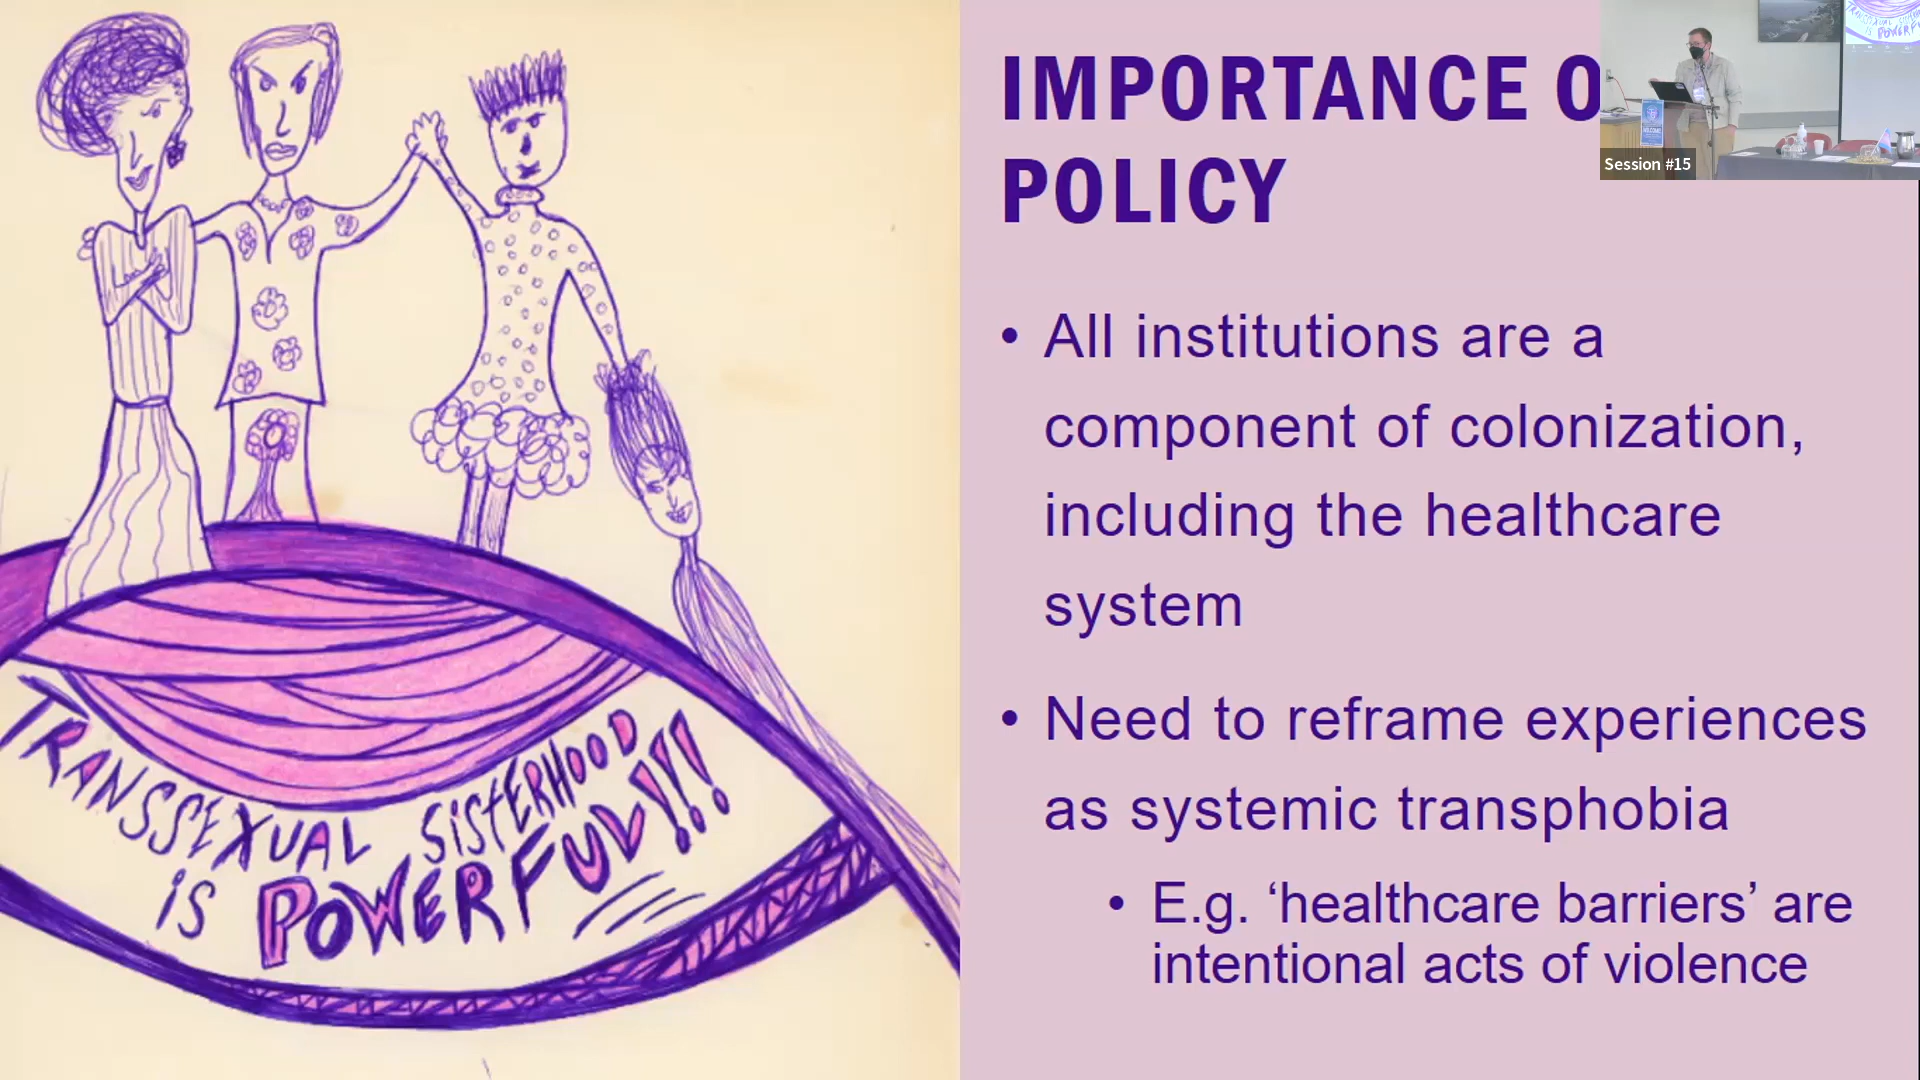 IMPORTANCE O
POLICY
• All institutions are a
component of colonization,
including the healthcare
system
• Need to reframe experiences
as systemic transphobia
• E.g. ‘healthcare barriers’ are
intentional acts of violence
TRANSSEXUAL SISTERHOOD
iS POWERFUL!!!
Session #15